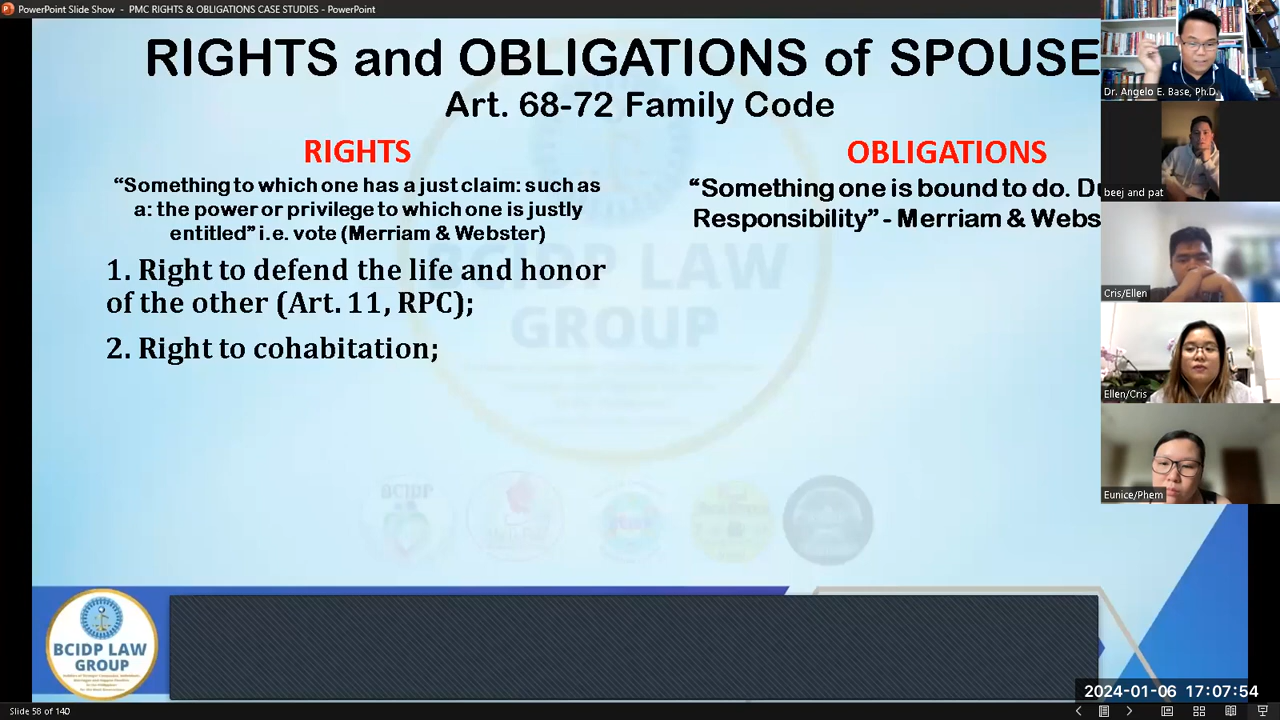 PowerPoint Slide Show - PMC RIGHTS & OBLIGATIONS CASE STUDIES - PowerPoint
RIGHTS and OBLIGATIONS of SPOUSE
Art. 68-72 Family Code
RIGHTS
“Something to which one has a just claim: such as
a: the power or privilege to which one is justly
entitled” i.e. vote (Merriam & Webster)
1. Right to defend the life and honor
of the other (Art. 11, RPC);
2. Right to cohabitation;
OBLIGATIONS
“Something one is bound to do. D
Responsibility” - Merriam & Webs
Dr. Angelo E. Base, Ph.D.
beej and pat
Cris/Ellen
Ellen/Cris
Eunice/Phem
BCIDP LAW
GROUP
BCIDP
BCIDP LAW
GROUP
2024-01-06 17:07:54
Slide 58 of 140